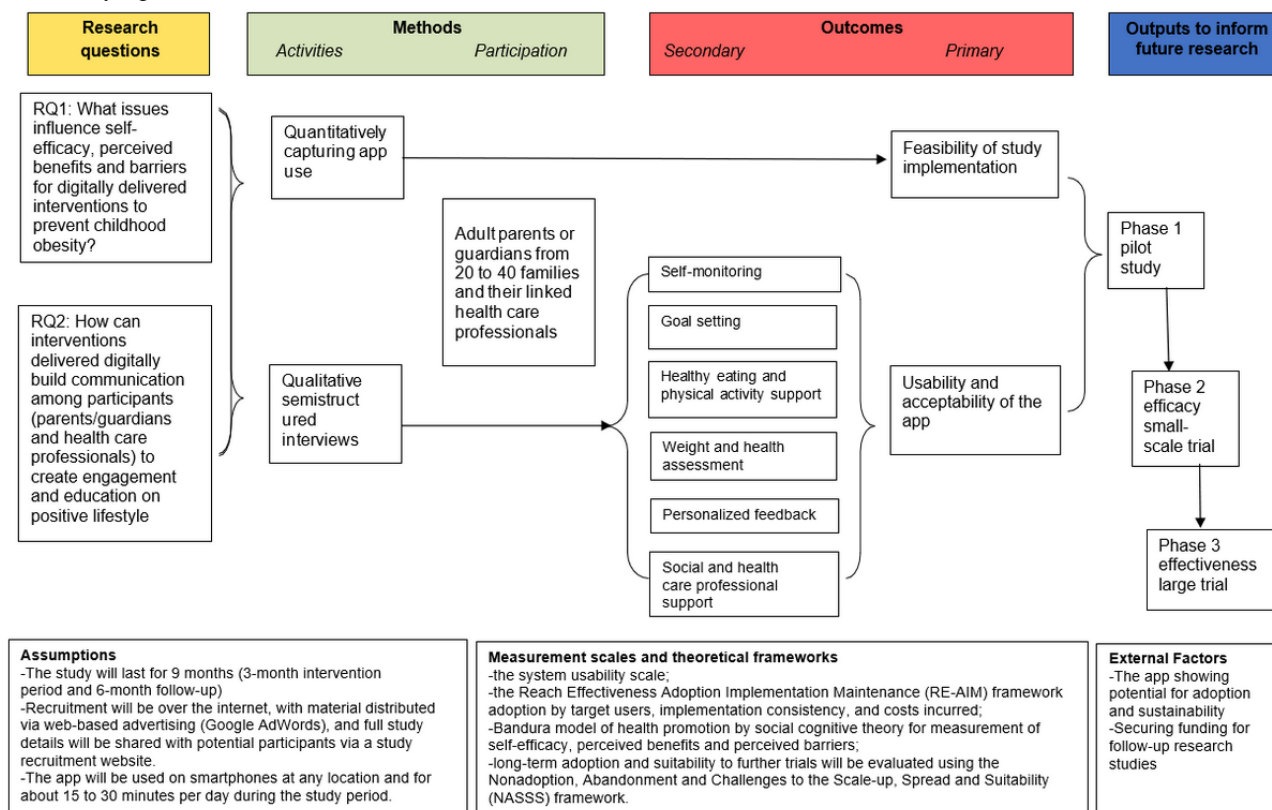 Research
questions
Methods
Activities
Participation
Outcomes
Secondary
Primary
Outputs to inform
future research
RQ1: What issues
influence self-
efficacy, perceived
benefits and barriers
for digitally delivered
interventions to
prevent childhood
obesity?
RQ2: How can
interventions
delivered digitally
build communication
among participants
(parents/guardians
and health care
professionals) to
create engagement
and education on
positive lifestyle
Quantitatively
capturing app
use
Qualitative
semistruct
ured
interviews
Adult parents or
guardians from
20 to 40 families
and their linked
health care
professionals
Self-monitoring
Goal setting
Healthy eating and
physical activity support
Weight and health
assessment
Personalized feedback
Social and health
care professional
support
Feasibility of study
implementation
Usability and
acceptability of the
app
Phase 1
pilot
study
Phase 2
efficacy
small-
scale trial
Phase 3
effectiveness
large trial
Assumptions
-The study will last for 9 months (3-month intervention
period and 6-month follow-up)
-Recruitment will be over the internet, with material distributed
via web-based advertising (Google AdWords), and full study
details will be shared with potential participants via a study
recruitment website.
-The app will be used on smartphones at any location and for
about 15 to 30 minutes per day during the study period.
Measurement scales and theoretical frameworks
-the system usability scale;
-the Reach Effectiveness Adoption Implementation Maintenance (RE-AIM) framework
adoption by target users, implementation consistency, and costs incurred;
-Bandura model of health promotion by social cognitive theory for measurement of
self-efficacy, perceived benefits and perceived barriers;
-long-term adoption and suitability to further trials will be evaluated using the
Nonadoption, Abandonment and Challenges to the Scale-up, Spread and Suitability
(NASSS) framework.
External Factors
-The app showing
potential for adoption
and sustainability
-Securing funding for
follow-up research
studies